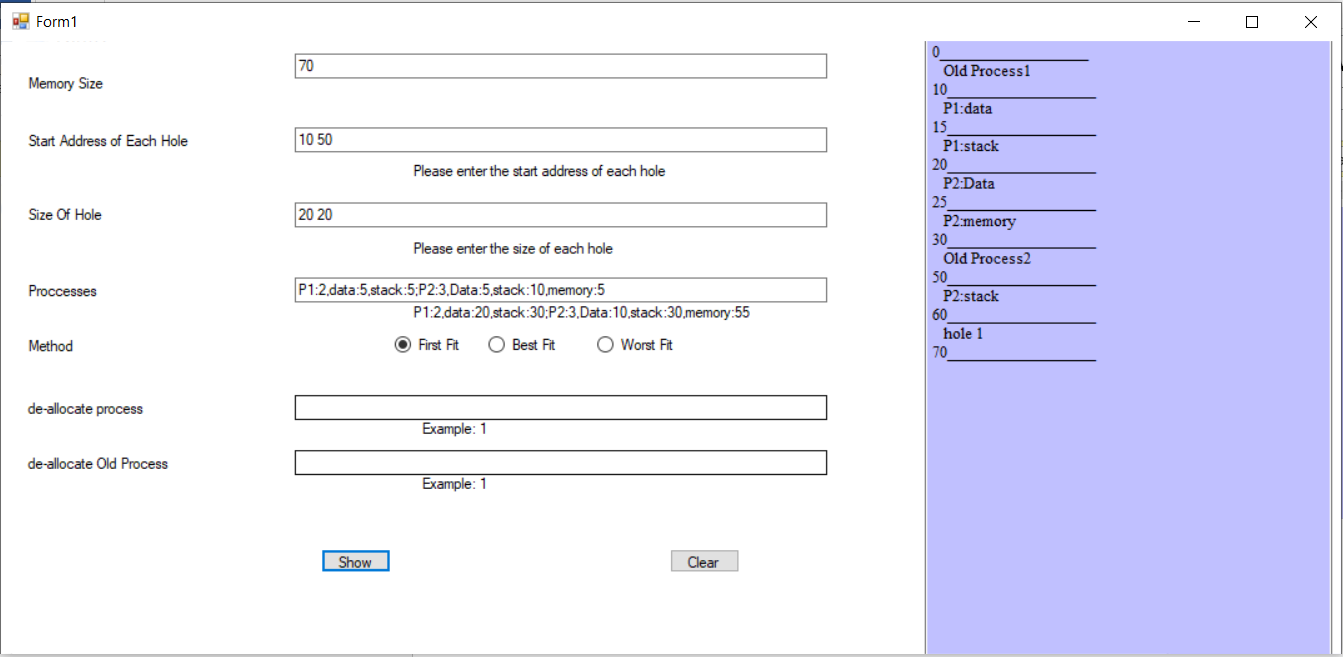 Form1
Memory Size
70
Start Address of Each Hole
10 50
Please enter the start address of each hole
Size Of Hole
20 20
Please enter the size of each hole
Proccesses
P1:2,data:5,stack:5;P2:3,Data:5,stack:10,memory:5
P1:2,data:20,stack:30;P2:3,Data:10,stack:30,memory:55
Method
First Fit
Best Fit
Worst Fit
de-allocate process
Example: 1
de-allocate Old Process
Example: 1
Show
Clear
0
Old Process1
10
P1:data
15
P1:stack
20
P2:Data
25
P2:memory
30
Old Process2
50
P2:stack
60
hole 1
70